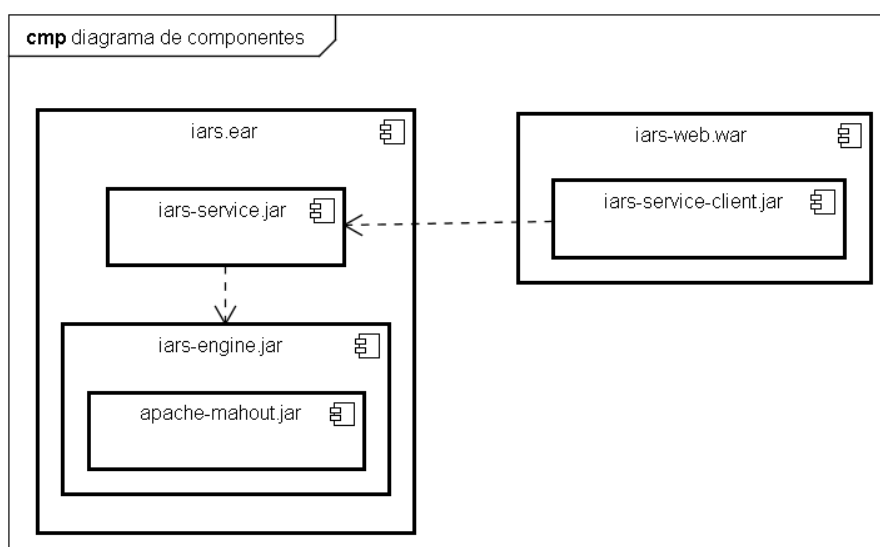 cmp diagrama de componentes
iars.ear
iars-service.jar
iars-engine.jar
apache-mahout.jar
iars-web.war
iars-service-client.jar